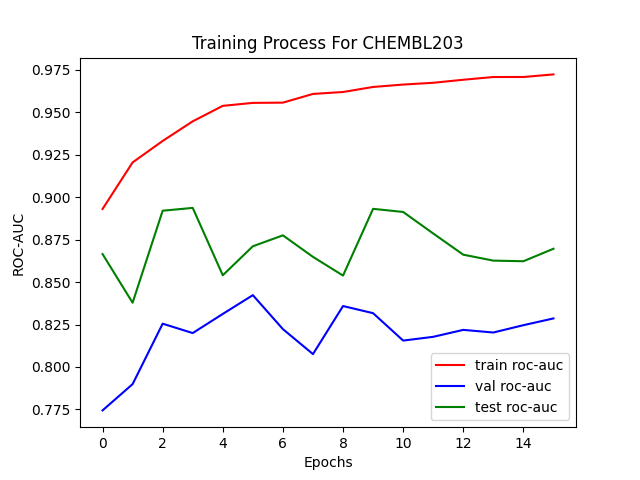 Training Process For CHEMBL203
0.975
0.950
0.925
0.900
0.875
0.850
0.825
0.800
0.775
ROC-AUC
train roc-auc
val roc-auc
test roc-auc
0 2 4 6 8 10 12 14
Epochs